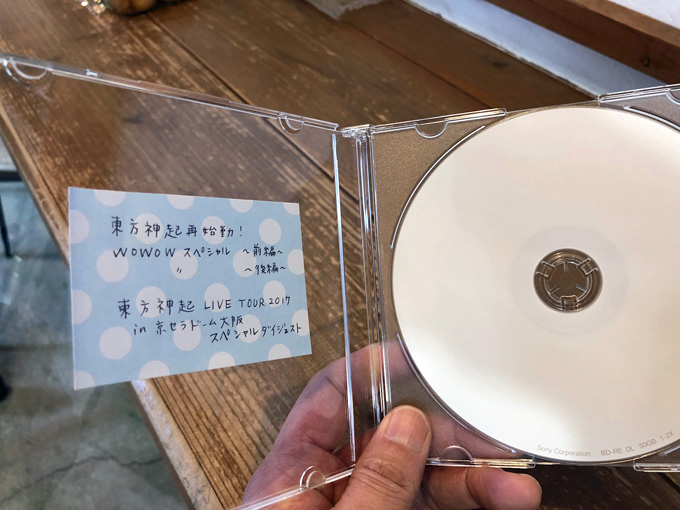 東方神起再始動!
WOWOWスペシャル ~前編~
〃 ~後編~
東方神起 LIVE TOUR 2017
in 京セラドーム大阪
スペシャルダイジェスト
Sony Corporation BD-RE DL 50GB 1-2X